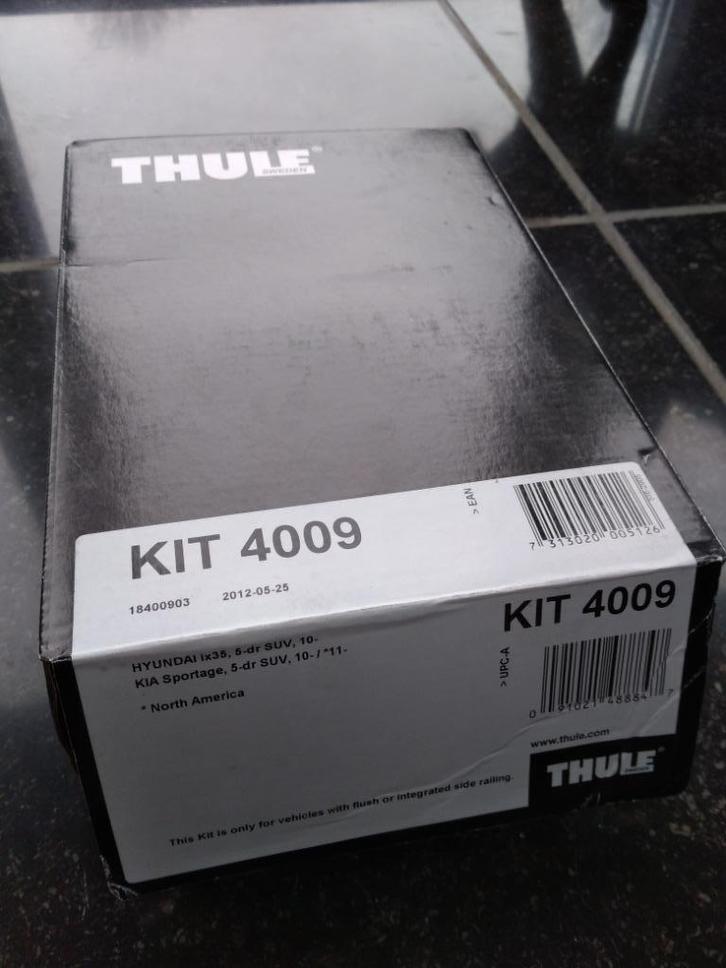 THULE®
SWEDEN
KIT 4009
18400903 2012-05-25
> EAN
7 313020 005126
HYUNDAI ix35, 5-dr SUV, 10-
KIA Sportage, 5-dr SUV, 10- / *11-
* North America
KIT 4009
> UPC-A
0 91021 48884 7
www.thule.com
THULE®
SWEDEN
This Kit is only for vehicles with flush or integrated side railing.